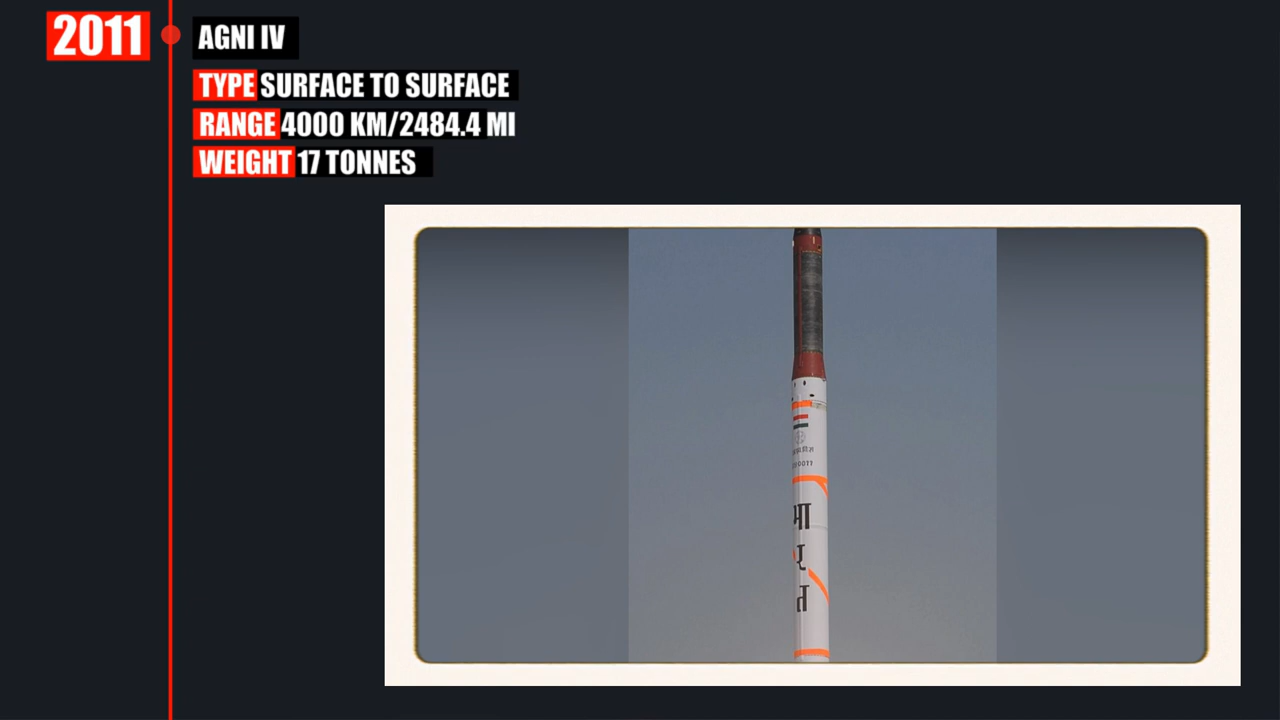 2011
AGNI IV
TYPE SURFACE TO SURFACE
RANGE 4000 KM/2484.4 MI
WEIGHT 17 TONNES
भा
र
त